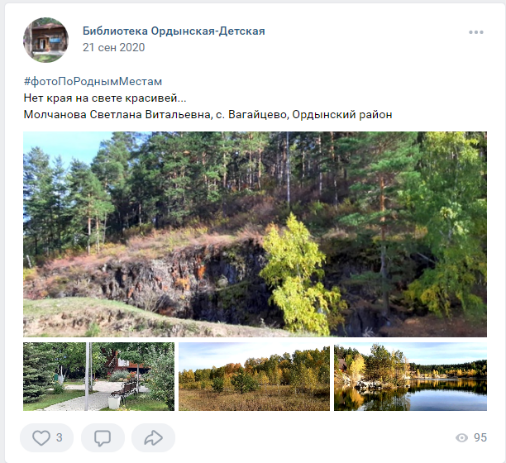 Библиотека Ордынская-Детская
21 сен 2020
#фотоПоРоднымМестам
Нет края на свете красивей...
Молчанова Светлана Витальевна, с. Вагайцево, Ордынский район
3
95